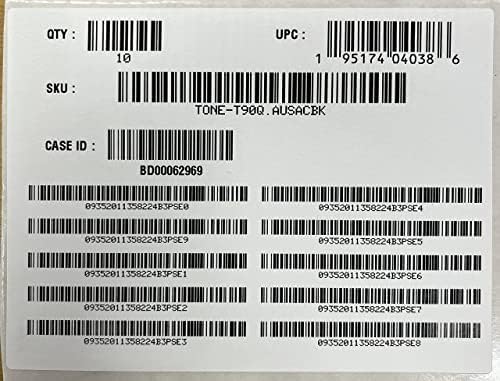 QTY :
10
UPC :
1 95174 04038 6
SKU :
TONE-T90Q.AUSACBK
CASE ID :
BD00062969
09352011358224B3PSE0
09352011358224B3PSE4
09352011358224B3PSE9
09352011358224B3PSE5
09352011358224B3PSE1
09352011358224B3PSE6
09352011358224B3PSE2
09352011358224B3PSE7
09352011358224B3PSE3
09352011358224B3PSE8